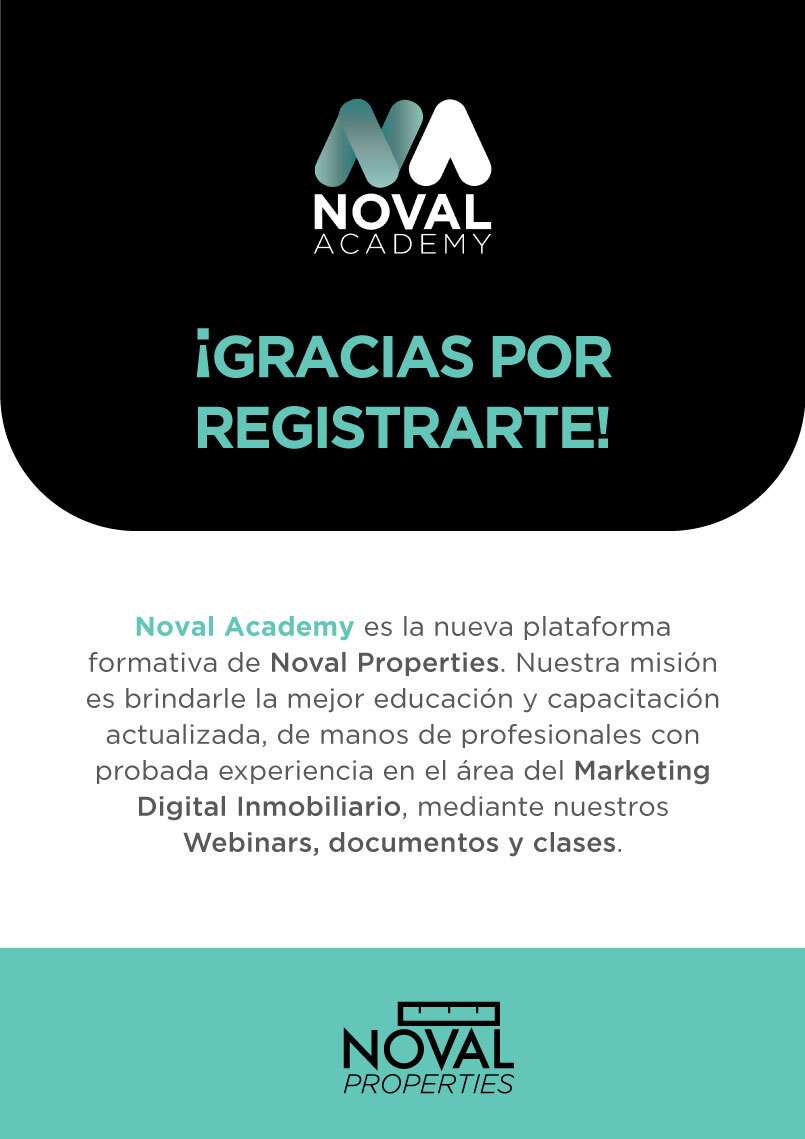 NOVAL
ACADEMY
¡GRACIAS POR
REGISTRARTE!
Noval Academy es la nueva plataforma
formativa de Noval Properties. Nuestra misión
es brindarle la mejor educación y capacitación
actualizada, de manos de profesionales con
probada experiencia en el área del Marketing
Digital Inmobiliario, mediante nuestros
Webinars, documentos y clases.
NOVAL
PROPERTIES